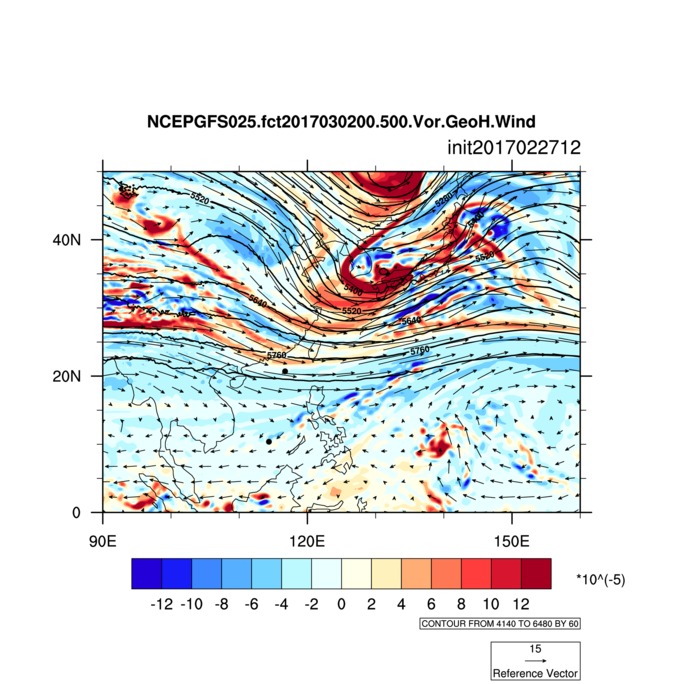 NCEPGFS025.fct2017030200.500.Vor.GeoH.Wind
init2017022712
5520
5280
5520
5400
5640
5520
5640
5760
5760
40N
20N
0
90E 120E 150E
-12 -10 -8 -6 -4 -2 0 2 4 6 8 10 12
*10^(-5)
CONTOUR FROM 4140 TO 6480 BY 60
15
Reference Vector